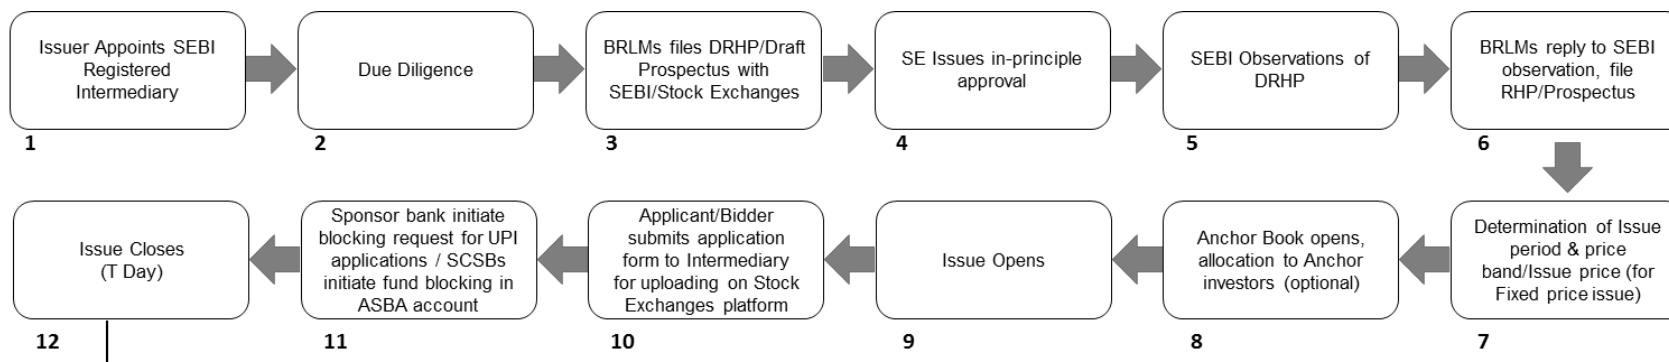 Issuer Appoints SEBI
Registered
Intermediary
1
Due Diligence
2
BRLMs files DRHP/Draft
Prospectus with
SEBI/Stock Exchanges
3
SE Issues in-principle
approval
4
SEBI Observations of
DRHP
5
BRLMs reply to SEBI
observation, file
RHP/Prospectus
6
Determination of Issue
period & price
band/Issue price (for
Fixed price issue)
7
Anchor Book opens,
allocation to Anchor
investors (optional)
8
Issue Opens
9
Applicant/Bidder
submits application
form to Intermediary
for uploading on Stock
Exchanges platform
10
Sponsor bank initiate
blocking request for UPI
applications / SCSBs
initiate fund blocking in
ASBA account
11
Issue Closes
(T Day)
12